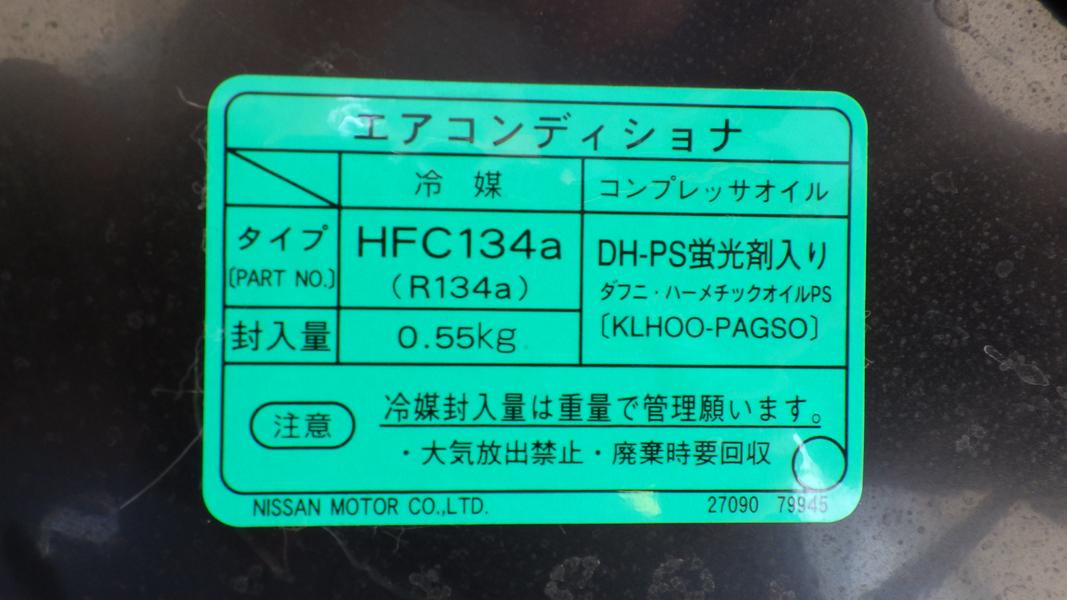 エアコンディショナ
冷媒 コンプレッサオイル
タイプ
〔PART NO.〕
HFC134a
(R134a)
DH-PS蛍光剤入り
ダフニ・ハーメチックオイルPS
〔KLHOO-PAGSO〕
封入量 0.55kg
注意
冷媒封入量は重量で管理願います。
・大気放出禁止・廃棄時要回収
NISSAN MOTOR CO.,LTD. 27090 79945